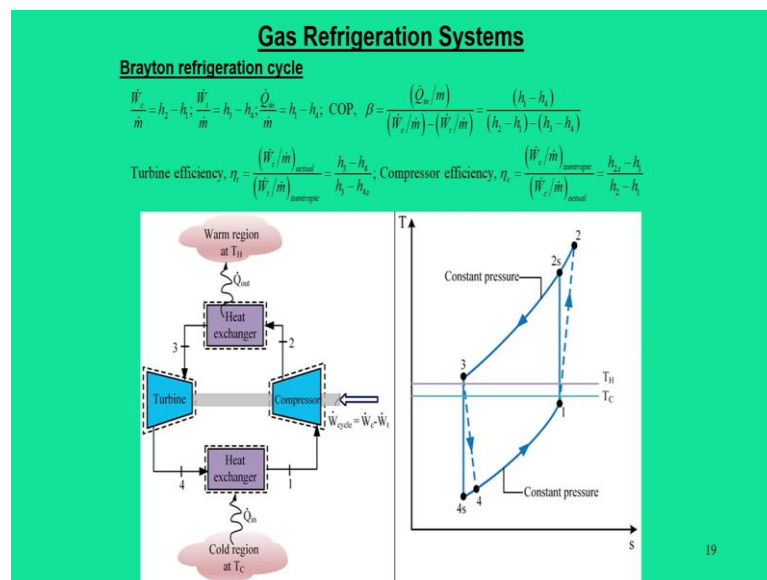 Gas Refrigeration Systems
Brayton refrigeration cycle
Ẇc/ṁ = h2 – h1; Ẇt/ṁ = h3 – h4; Q̇in/ṁ = h1 – h4; COP, β = (Q̇in/ṁ)/((Ẇc/ṁ) – (Ẇt/ṁ)) = (h1 – h4)/((h2 – h1) – (h3 – h4))
Turbine efficiency, ηt = (Ẇt/ṁ)actual/(Ẇt/ṁ)isentropic = (h3 – h4)/(h3 – h4s); Compressor efficiency, ηc = (Ẇc/ṁ)isentropic/(Ẇc/ṁ)actual = (h2s – h1)/(h2 – h1)
Warm region
at TH
Q̇out
Heat
exchanger
3
2
Turbine
Compressor
Ẇcycle = Ẇc-Ẇt
Heat
exchanger
4
1
Q̇in
Cold region
at TC
T
2
2s
Constant pressure
3
TH
TC
1
Constant pressure
4s
4
s
19